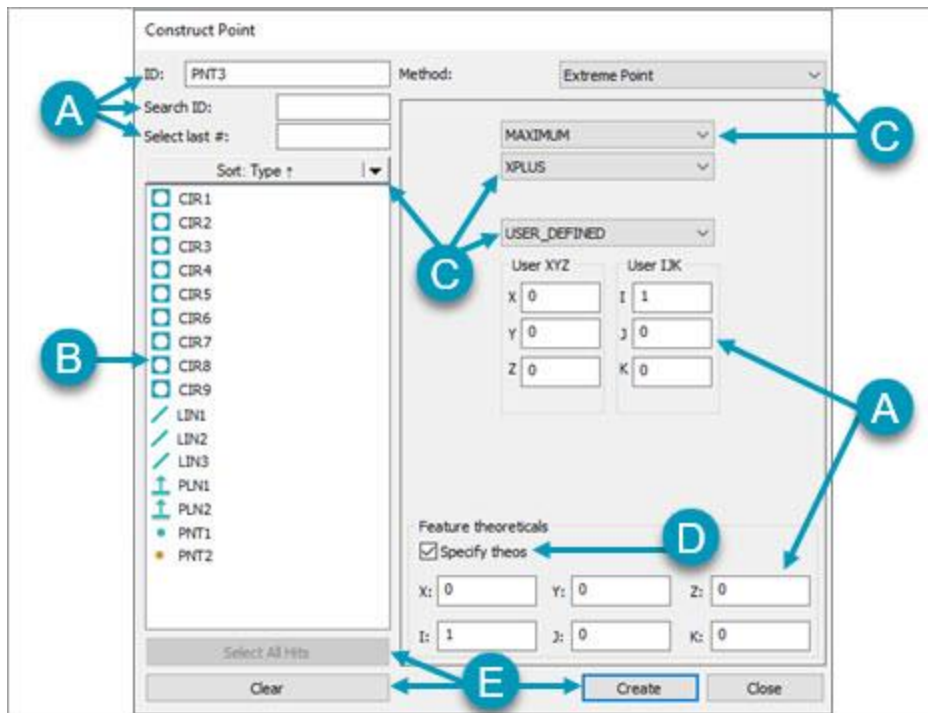 Construct Point
ID: PNT3 Method: Extreme Point
A
Search ID:
Select last #:
C
MAXIMUM
Sort: Type ↑
XPLUS
CIR1
CIR2
CIR3
CIR4
CIR5
CIR6
CIR7
CIR8
CIR9
LIN1
LIN2
LIN3
PLN1
PLN2
PNT1
PNT2
B
C
USER_DEFINED
User XYZ User IJK
X 0 I 1
Y 0 J 0
Z 0 K 0
A
Feature theoreticals
Specify theos
D
X: 0 Y: 0 Z: 0
I: 1 J: 0 K: 0
Select All Hits
E
Clear Create Close